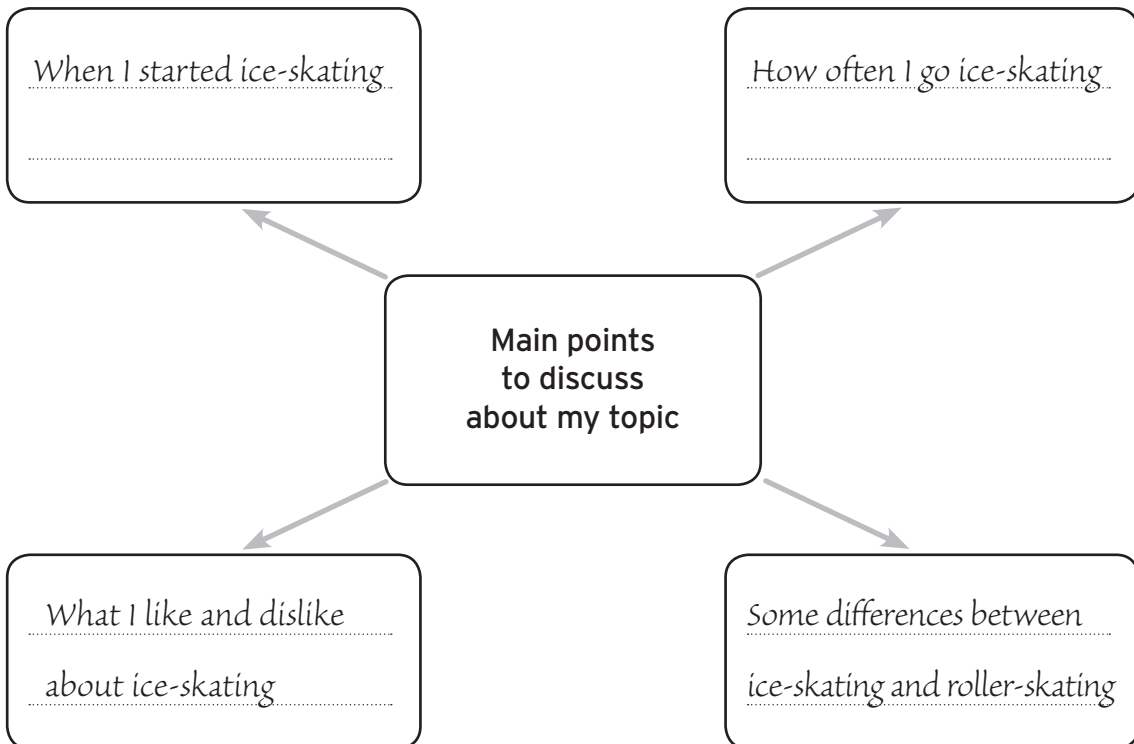 When I started ice-skating
How often I go ice-skating
Main points
to discuss
about my topic
What I like and dislike
about ice-skating
Some differences between
ice-skating and roller-skating